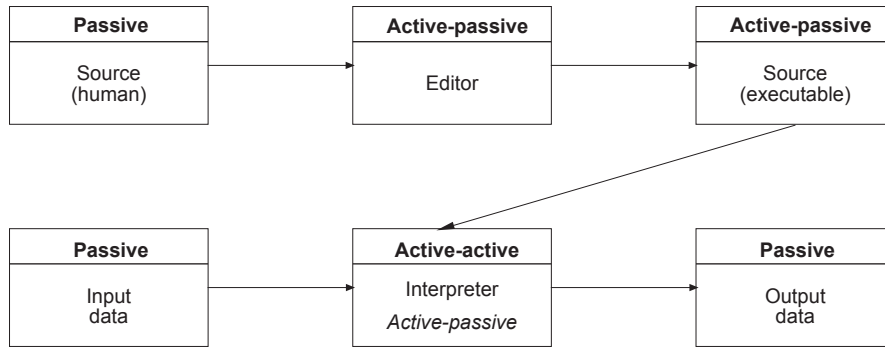 Passive
Source
(human)
Active-passive
Editor
Active-passive
Source
(executable)
Passive
Input
data
Active-active
Interpreter
Active-passive
Passive
Output
data